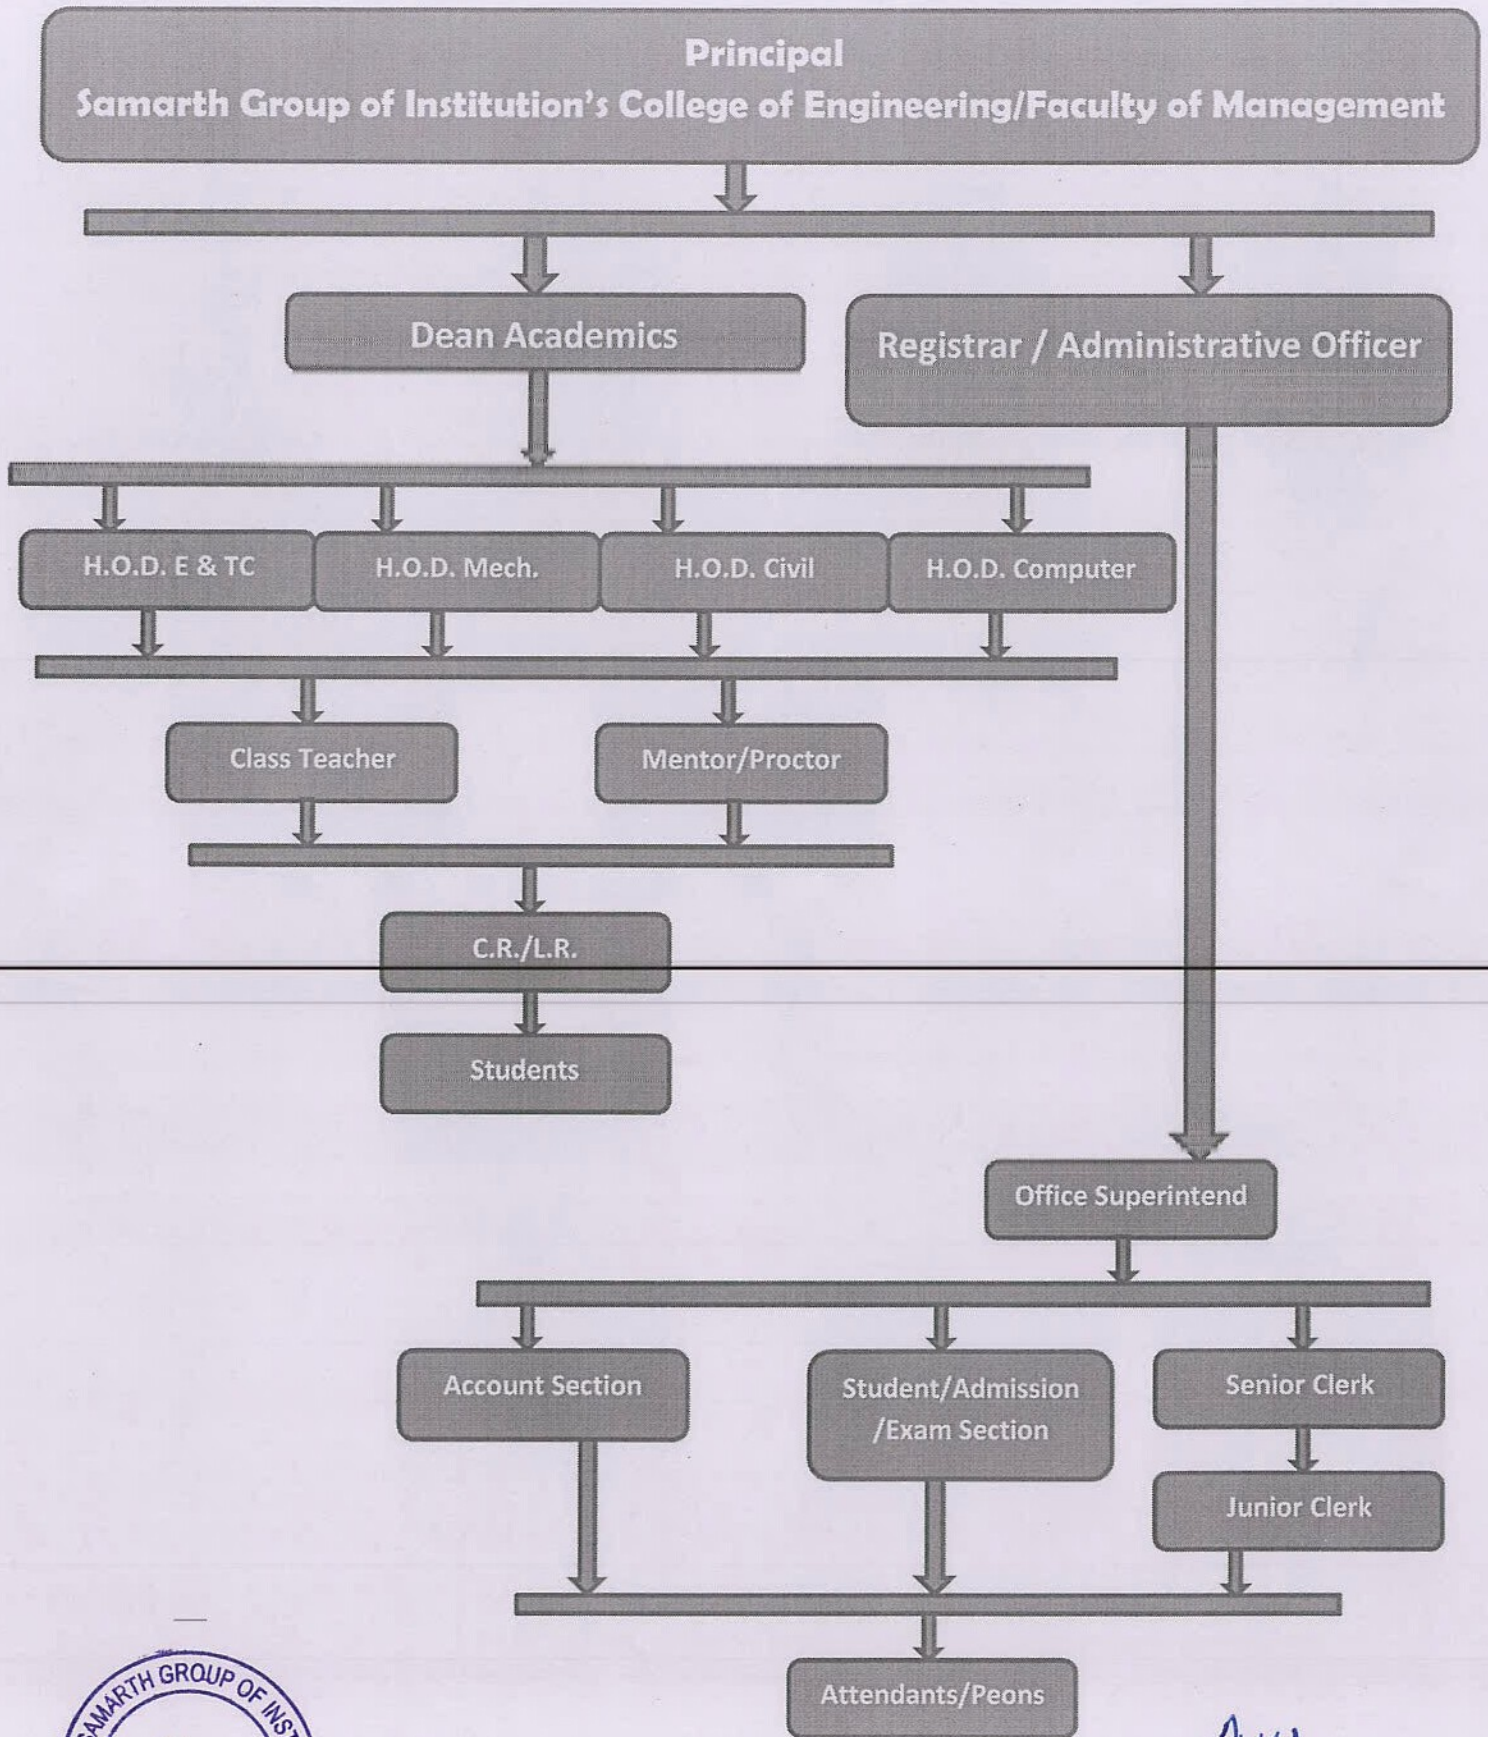 Principal
Samarth Group of Institution's College of Engineering/Faculty of Management
Dean Academics
Registrar / Administrative Officer
H.O.D. E & TC
H.O.D. Mech.
H.O.D. Civil
H.O.D. Computer
Class Teacher
Mentor/Proctor
C.R./L.R.
Students
Office Superintend
Account Section
Student/Admission
/Exam Section
Senior Clerk
Junior Clerk
Attendants/Peons
SAMARTH GROUP OF